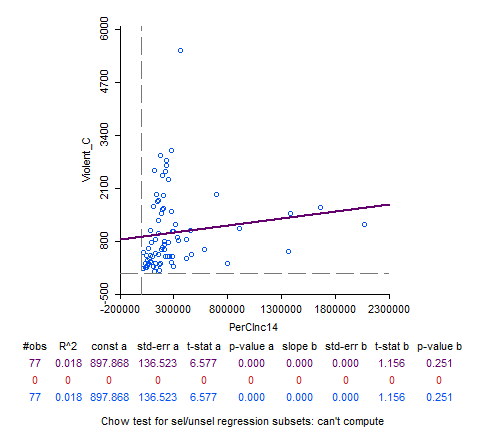 6000
4700
3400
2100
800
-500
Violent_C
-200000 300000 800000 1300000 1800000 2300000
PerCInc14
#obs R^2 const a std-err a t-stat a p-value a slope b std-err b t-stat b p-value b
77 0.018 897.868 136.523 6.577 0.000 0.000 0.000 1.156 0.251
0 0 0 0 0 0 0 0 0 0
77 0.018 897.868 136.523 6.577 0.000 0.000 0.000 1.156 0.251
Chow test for sel/unsel regression subsets: can't compute